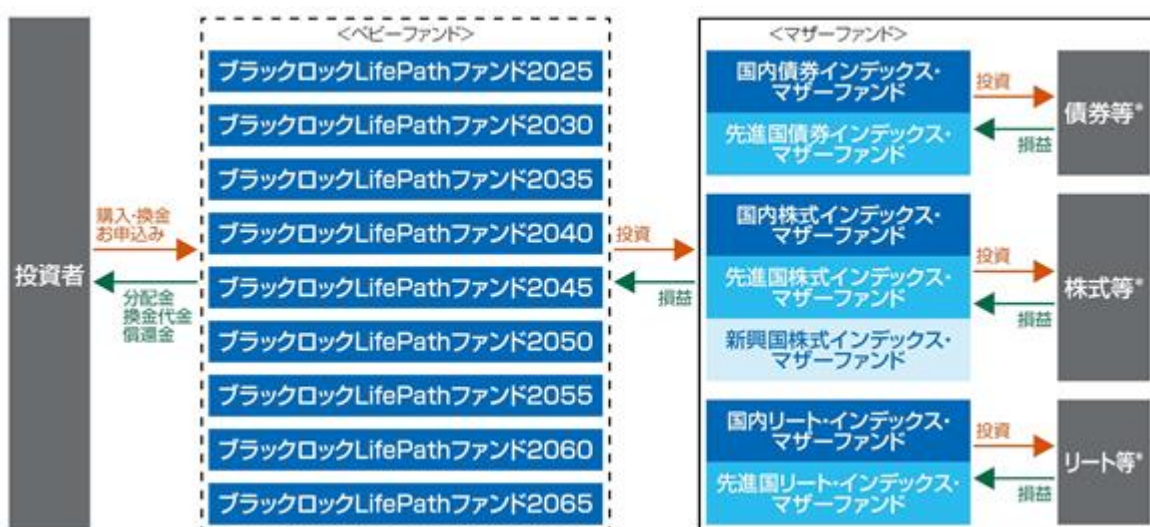 投資者
購入・換金
お申込み
分配金
換金代金
償還金
<ベビーファンド>
ブラックロックLifePathファンド2025
ブラックロックLifePathファンド2030
ブラックロックLifePathファンド2035
ブラックロックLifePathファンド2040
ブラックロックLifePathファンド2045
ブラックロックLifePathファンド2050
ブラックロックLifePathファンド2055
ブラックロックLifePathファンド2060
ブラックロックLifePathファンド2065
投資
損益
<マザーファンド>
国内債券インデックス・
マザーファンド
先進国債券インデックス・
マザーファンド
投資
損益
債券等*
国内株式インデックス・
マザーファンド
先進国株式インデックス・
マザーファンド
新興国株式インデックス・
マザーファンド
投資
損益
株式等*
国内リート・インデックス・
マザーファンド
先進国リート・インデックス・
マザーファンド
投資
損益
リート等*